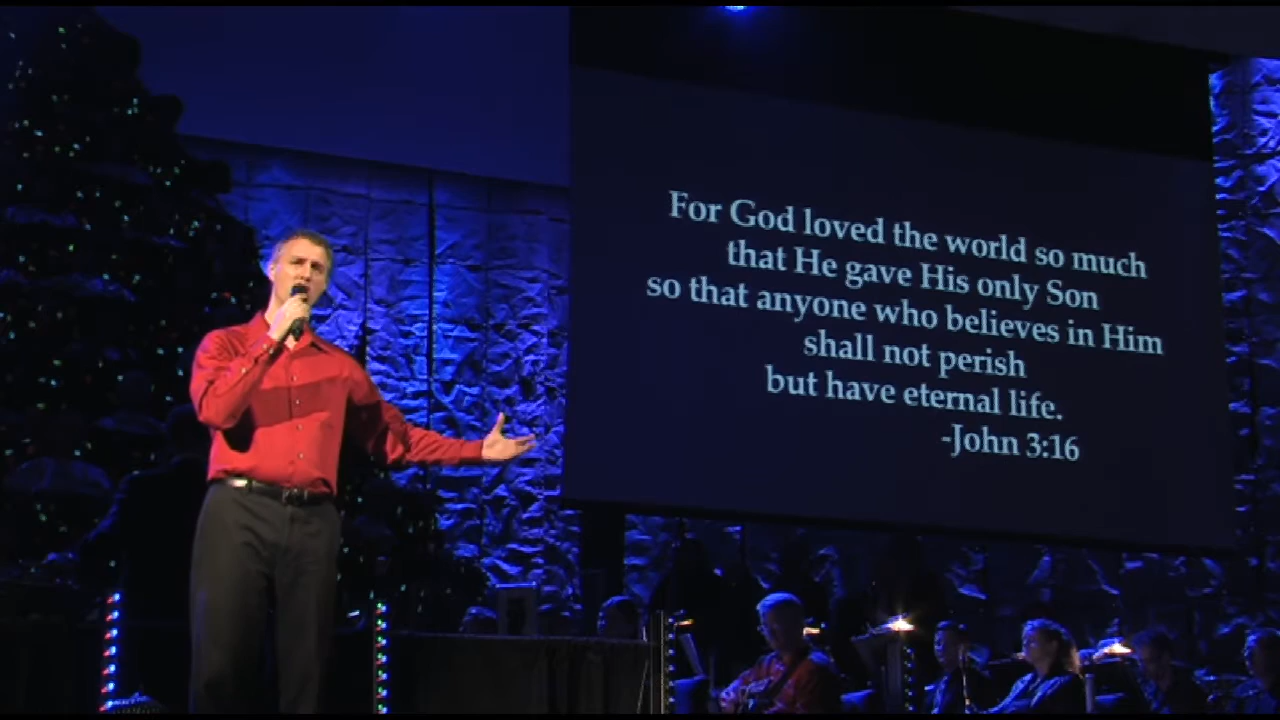 For God loved the world so much
that He gave His only Son
so that anyone who believes in Him
shall not perish
but have eternal life.
-John 3:16